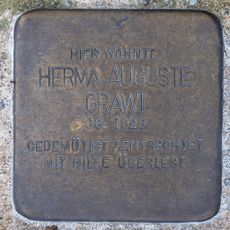 HIER WOHNTE
HERMA AUGUSTE
GRAWI
JG. 1929
GEDEMÜTIGT / ENTRECHTET
MIT HILFE ÜBERLEBT